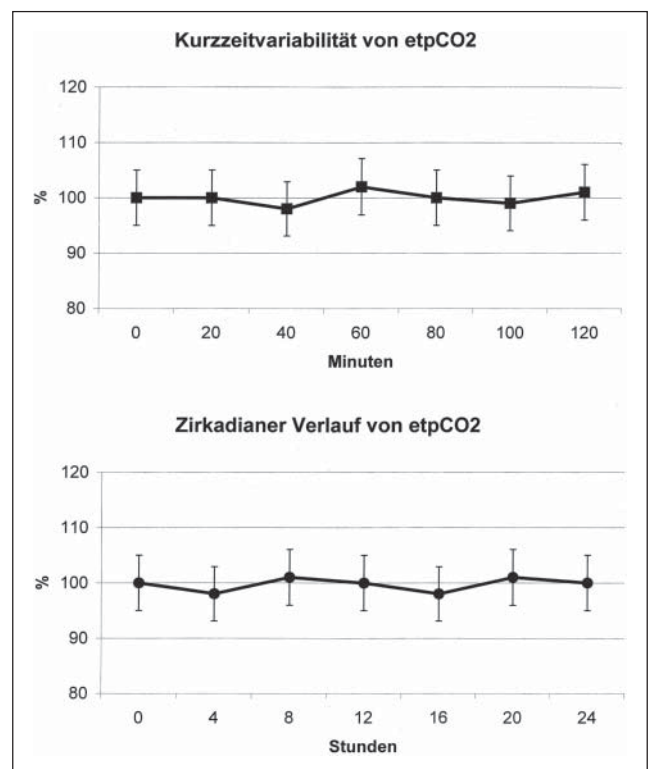 Kurzzeitvariabilität von etpCO2
120
110
100
90
80
%
0 20 40 60 80 100 120
Minuten
Zirkadianer Verlauf von etpCO2
120
110
100
90
80
%
0 4 8 12 16 20 24
Stunden